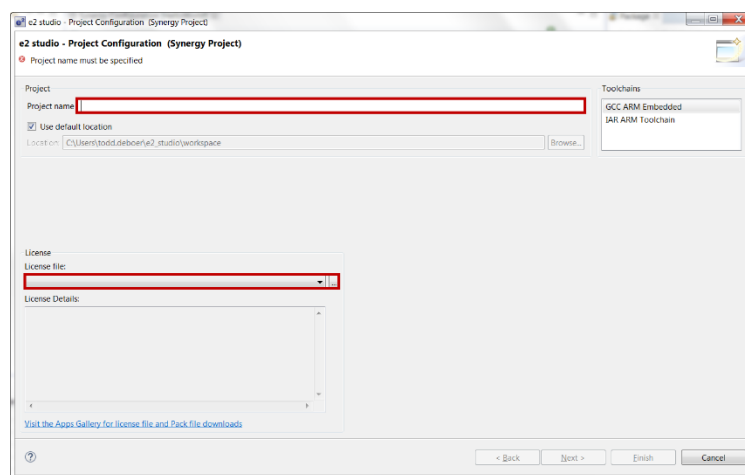 e2 studio - Project Configuration (Synergy Project)
e2 studio - Project Configuration (Synergy Project)
Project name must be specified
Project
Project name
Use default location
Location: C:\Users\todd.deboer\e2_studio\workspace
Browse...
Toolchains
GCC ARM Embedded
IAR ARM Toolchain
License
License file:
...
License Details:
Visit the Apps Gallery for license file and Pack file downloads
?
< Back
Next >
Finish
Cancel